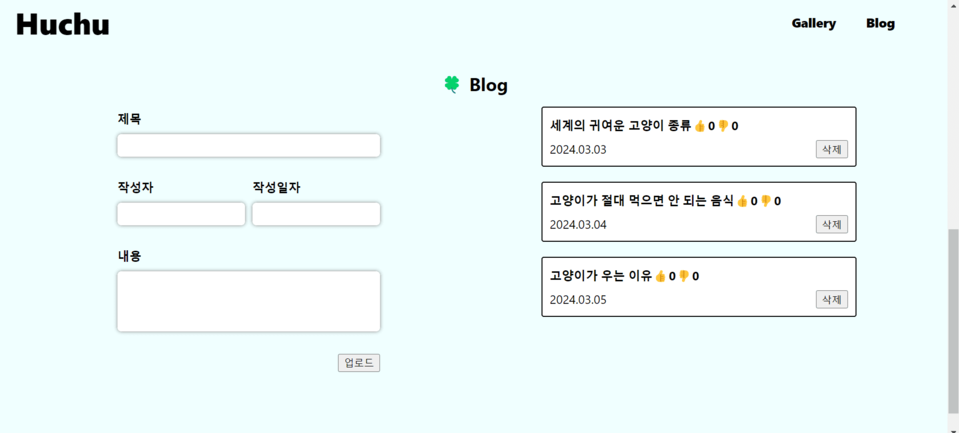 Huchu
Gallery Blog
🍀 Blog
제목
작성자 작성일자
내용
업로드
세계의 귀여운 고양이 종류👍0👎0
2024.03.03 삭제
고양이가 절대 먹으면 안 되는 음식👍0👎0
2024.03.04 삭제
고양이가 우는 이유👍0👎0
2024.03.05 삭제